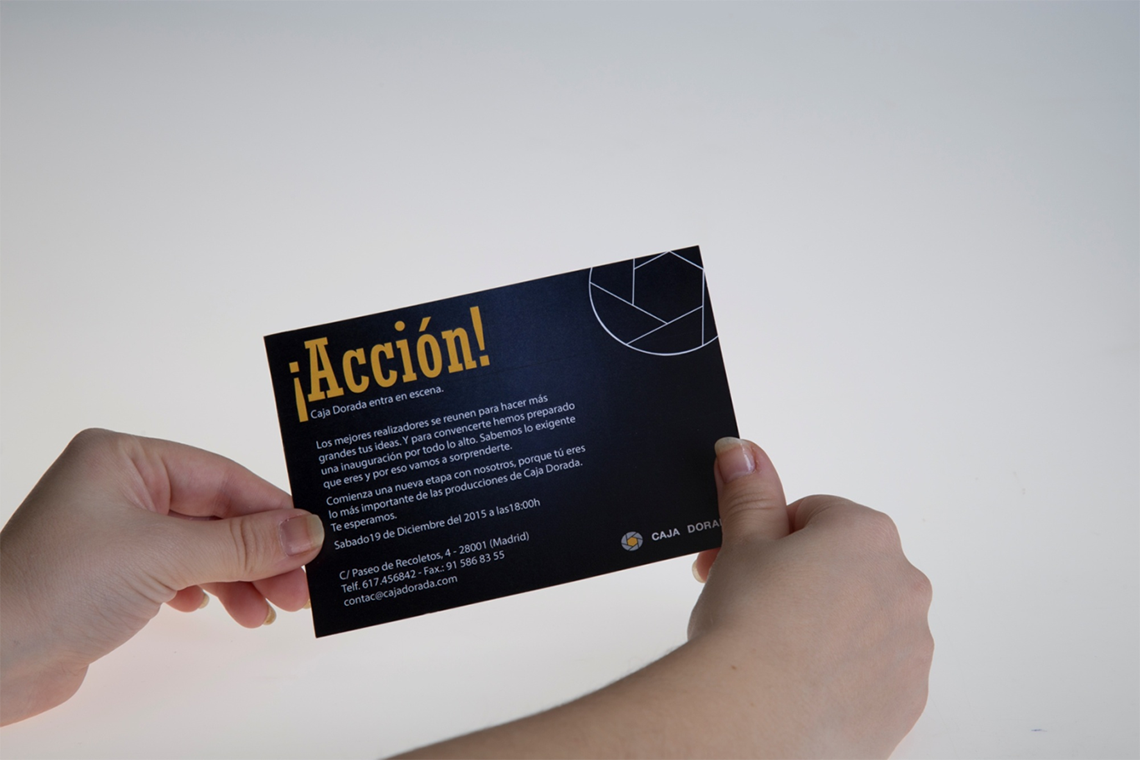 ¡Acción!
Caja Dorada entra en escena.
Los mejores realizadores se reunen para hacer más
grandes tus ideas. Y para convencerte hemos preparado
una inauguración por todo lo alto. Sabemos lo exigente
que eres y por eso vamos a sorprenderte.
Comienza una nueva etapa con nosotros, porque tú eres
lo más importante de las producciones de Caja Dorada.
Te esperamos.
Sabado19 de Diciembre del 2015 a las18:00h
C/ Paseo de Recoletos, 4 - 28001 (Madrid)
Telf. 617.456842 - Fax.: 91 586 83 55
contac@cajadorada.com
CAJA